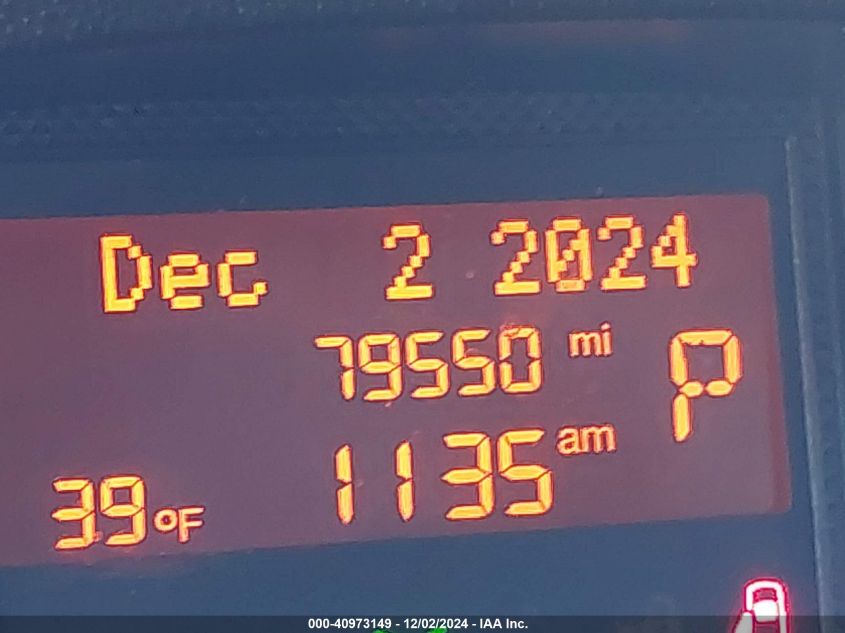 Dec 2 2024
79550 mi
P
1135 am
39 °F
000-40973149 - 12/02/2024 - IAA Inc.